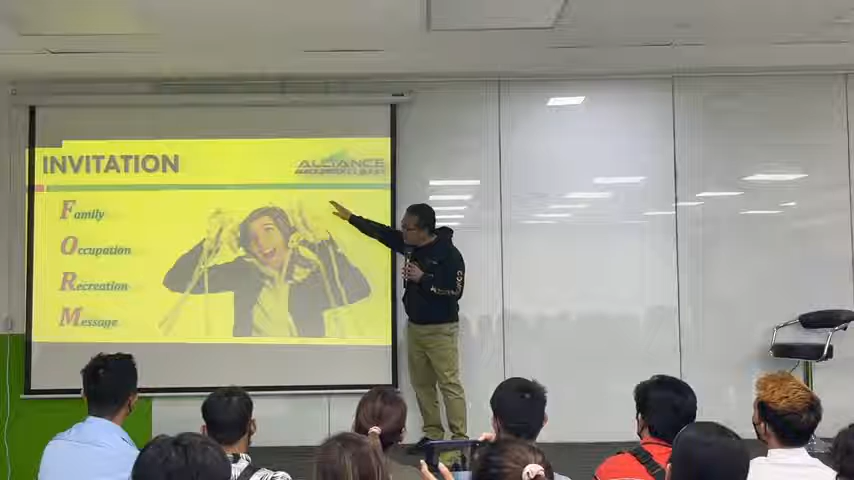 INVITATION
ALLIANCE
Family
Occupation
Recreation
Message